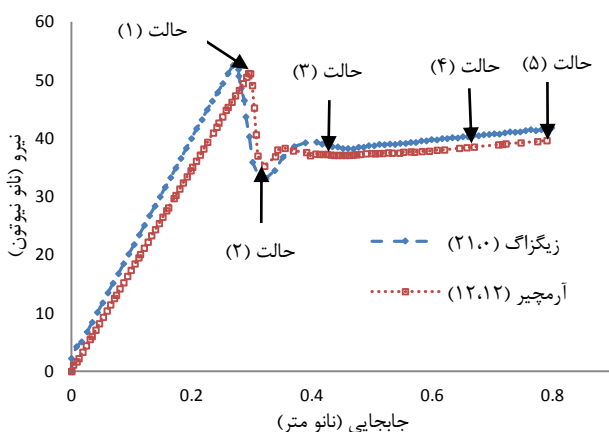 60
50
40
30
20
10
0
نیرو (نانو نیوتون)
حالت (۱)
حالت (۳)
حالت (۴)
حالت (۵)
حالت (۲)
زیگزاگ (۲۱،۰)
آرمچیر (۱۲،۱۲)
0 0.2 0.4 0.6 0.8
جابجایی (نانو متر)